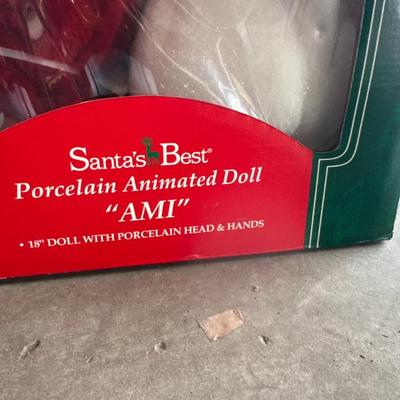 Santa's Best®
Porcelain Animated Doll
"AMI"
• 18" DOLL WITH PORCELAIN HEAD & HANDS